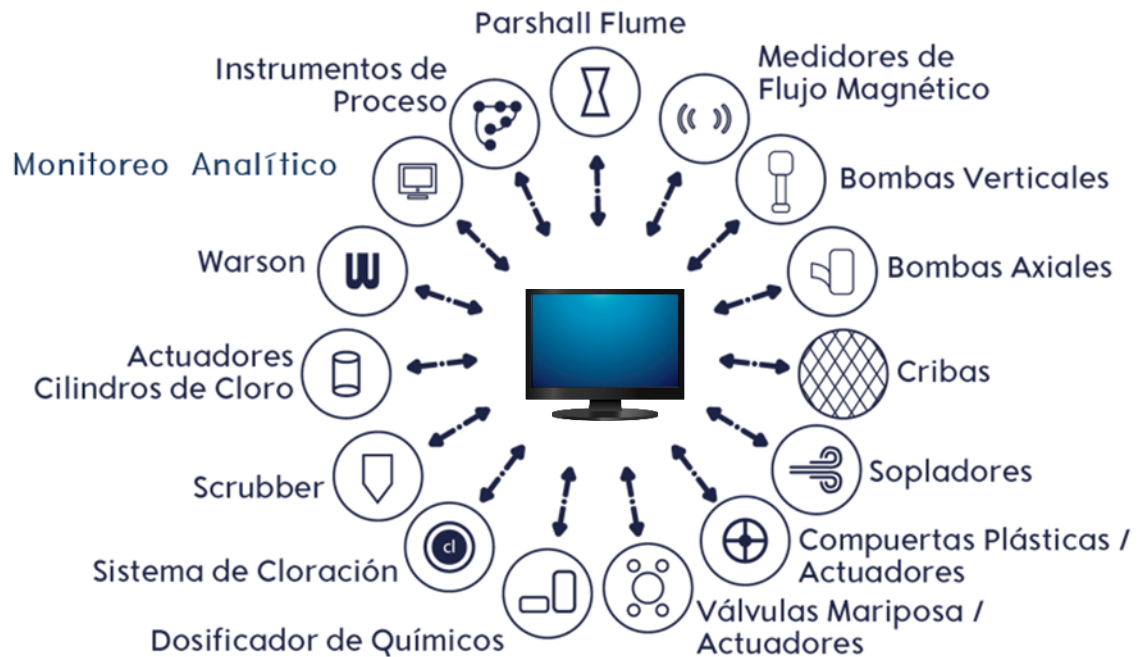 Parshall Flume
Medidores de
Flujo Magnético
Bombas Verticales
Bombas Axiales
Cribas
Sopladores
Compuertas Plásticas /
Actuadores
Válvulas Mariposa /
Actuadores
Dosificador de Químicos
Sistema de Cloración
cl
Scrubber
Actuadores
Cilindros de Cloro
Warson
W
Monitoreo Analítico
Instrumentos de
Proceso